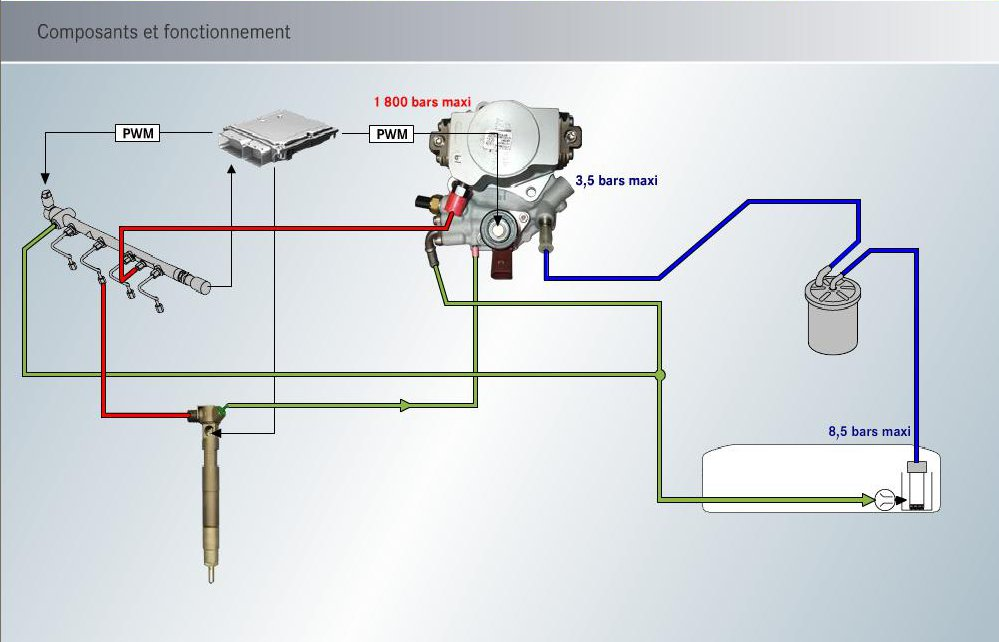 Composants et fonctionnement
1 800 bars maxi
PWM
PWM
3,5 bars maxi
8,5 bars maxi